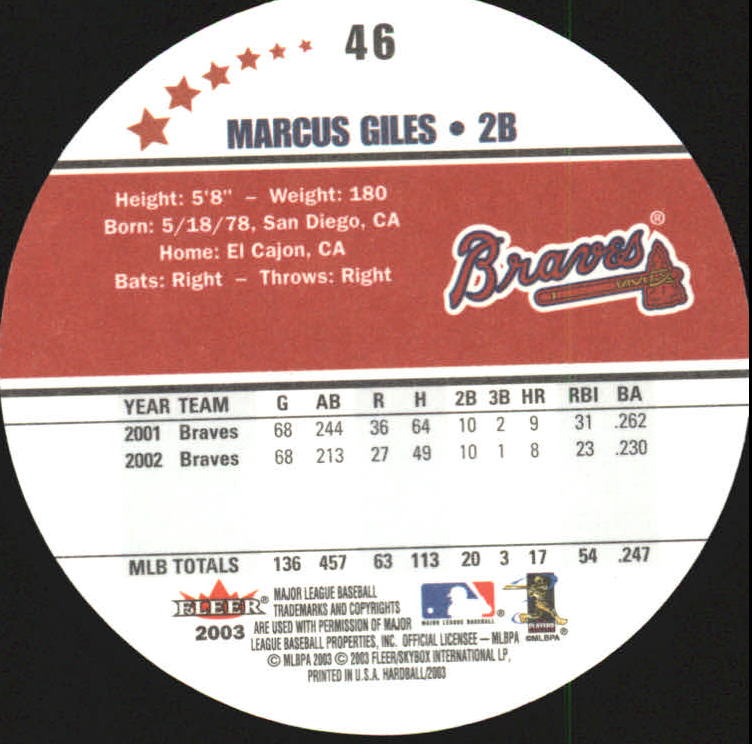 46
MARCUS GILES • 2B
Height: 5'8" – Weight: 180
Born: 5/18/78, San Diego, CA
Home: El Cajon, CA
Bats: Right – Throws: Right
Braves®
YEAR TEAM G AB R H 2B 3B HR RBI BA
2001 Braves 68 244 36 64 10 2 9 31 .262
2002 Braves 68 213 27 49 10 1 8 23 .230
MLB TOTALS 136 457 63 113 20 3 17 54 .247
FLEER®
2003
MAJOR LEAGUE BASEBALL
TRADEMARKS AND COPYRIGHTS
ARE USED WITH PERMISSION OF MAJOR
LEAGUE BASEBALL PROPERTIES, INC. OFFICIAL LICENSEE – MLBPA
© MLBPA 2003 © 2003 FLEER/SKYBOX INTERNATIONAL LP,
PRINTED IN U.S.A. HARDBALL/2003
MAJOR LEAGUE BASEBALL®
PLAYERS
©MLBPA®